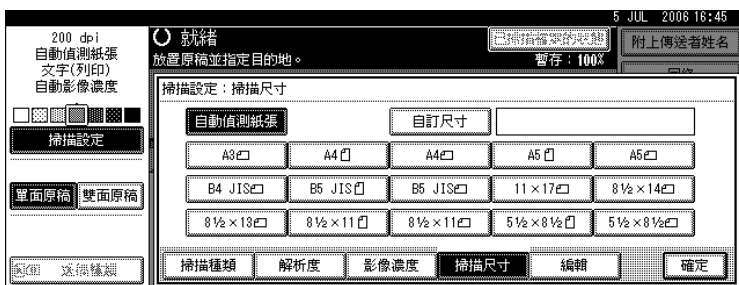 5 JUL 2006 16:45
200 dpi
自動偵測紙張
文字(列印)
自動影像濃度
掃描設定
單面原稿 雙面原稿
就緒
放置原稿並指定目的地。
已掃描檔案的狀態
附上傳送者姓名
暫存:100%
掃描設定:掃描尺寸
自動偵測紙張 自訂尺寸
A3 A4 A4 A5 A5
B4 JIS B5 JIS B5 JIS 11×17 8½×14
8½×13 8½×11 8½×11 5½×8½ 5½×8½
掃描種類 解析度 影像濃度 掃描尺寸 編輯 確定